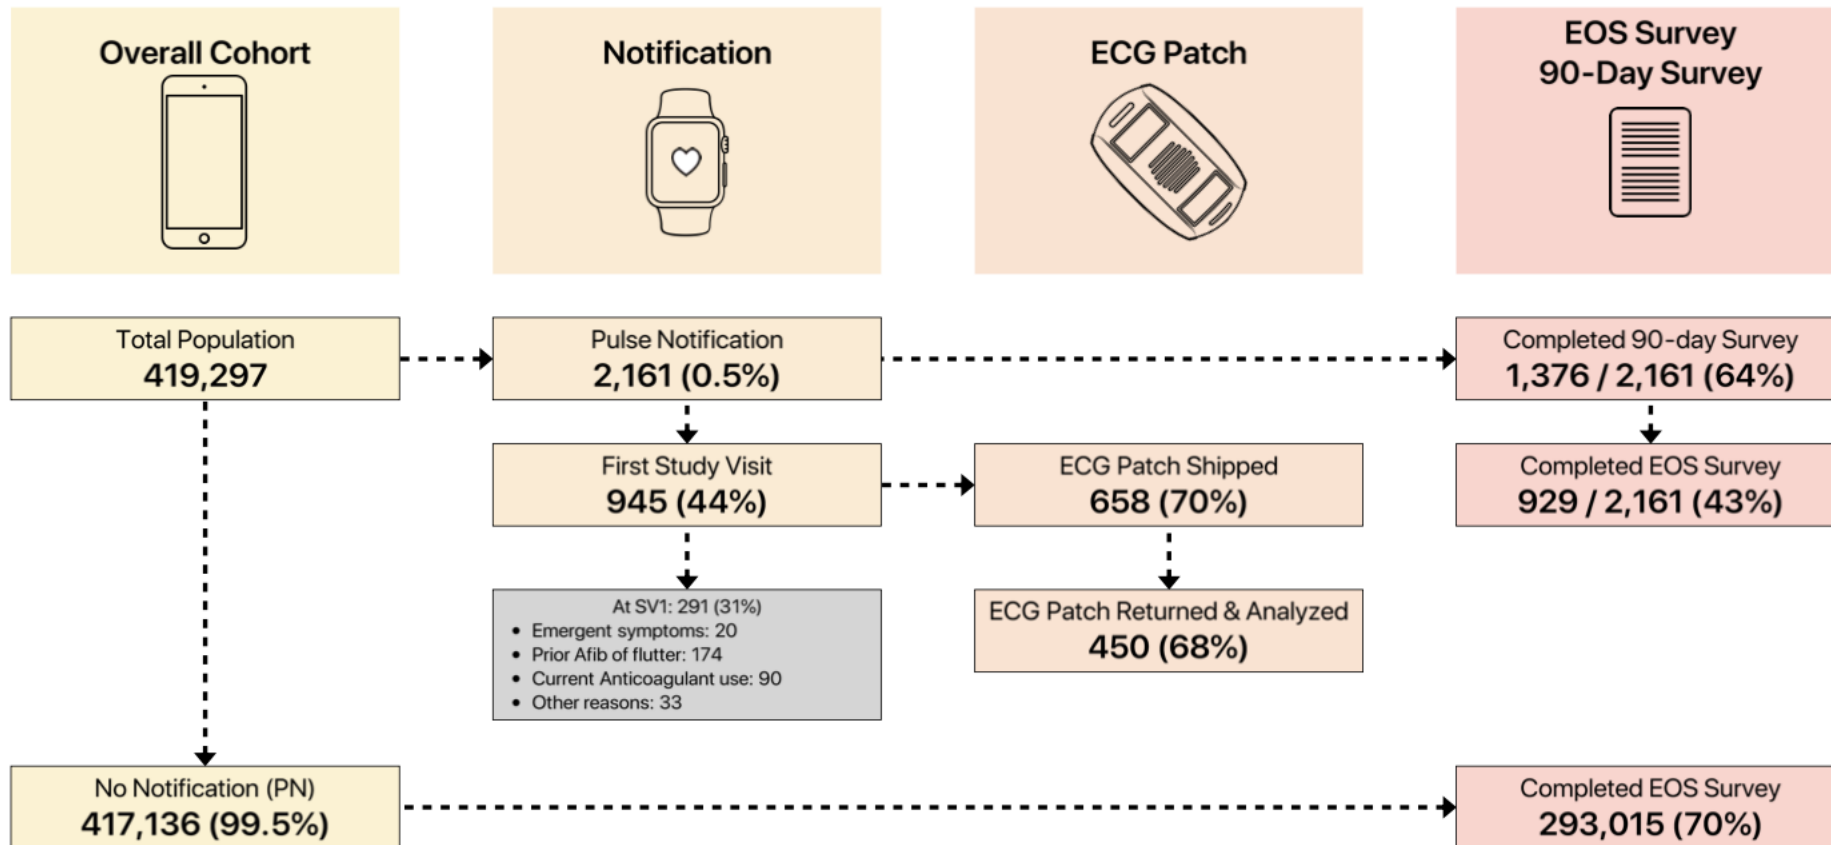 Overall Cohort
Notification
ECG Patch
EOS Survey
90-Day Survey
Total Population
419,297
Pulse Notification
2,161 (0.5%)
Completed 90-day Survey
1,376 / 2,161 (64%)
First Study Visit
945 (44%)
ECG Patch Shipped
658 (70%)
Completed EOS Survey
929 / 2,161 (43%)
At SV1: 291 (31%)
• Emergent symptoms: 20
• Prior Afib of flutter: 174
• Current Anticoagulant use: 90
• Other reasons: 33
ECG Patch Returned & Analyzed
450 (68%)
No Notification (PN)
417,136 (99.5%)
Completed EOS Survey
293,015 (70%)